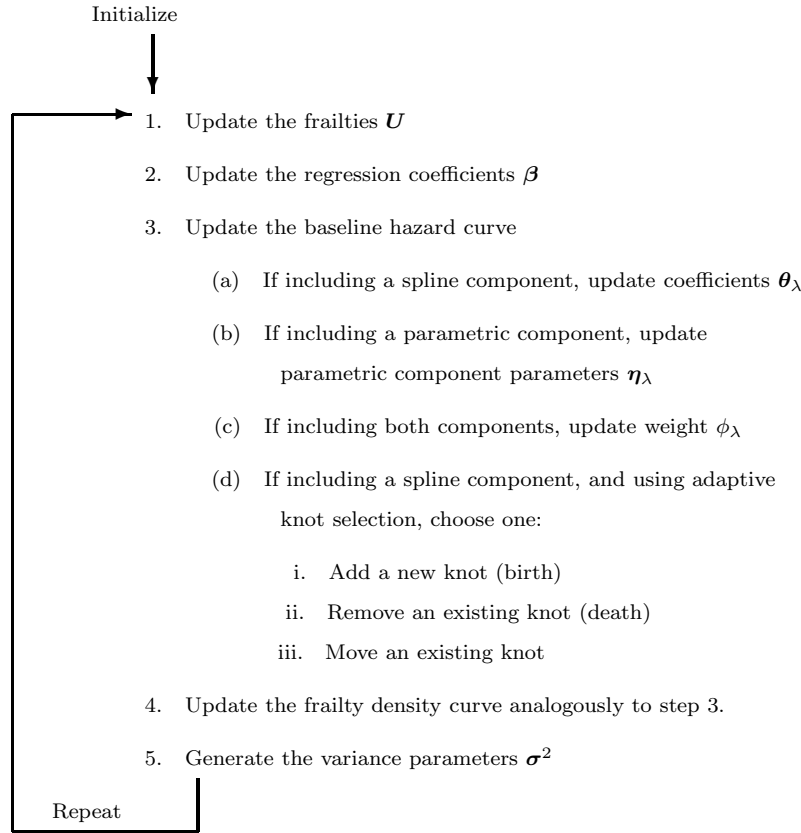 Initialize
1. Update the frailties U
2. Update the regression coefficients β
3. Update the baseline hazard curve
(a) If including a spline component, update coefficients θλ
(b) If including a parametric component, update
parametric component parameters ηλ
(c) If including both components, update weight ϕλ
(d) If including a spline component, and using adaptive
knot selection, choose one:
i. Add a new knot (birth)
ii. Remove an existing knot (death)
iii. Move an existing knot
4. Update the frailty density curve analogously to step 3.
5. Generate the variance parameters σ²
Repeat